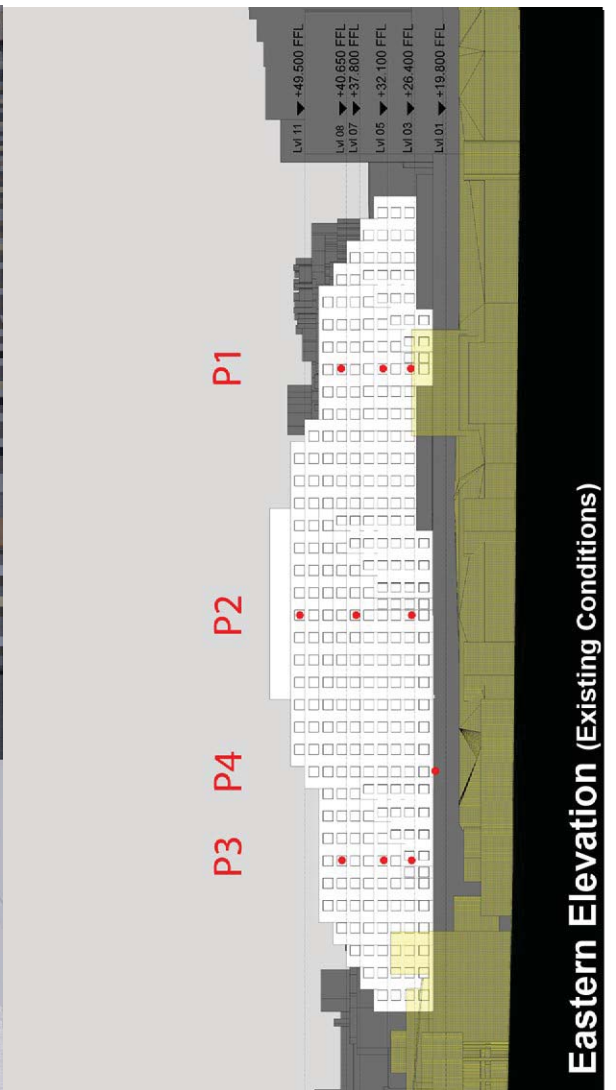 Lvl 11 ▼ +49.500 FFL
Lvl 08 ▼ +40.650 FFL
Lvl 07 ▼ +37.800 FFL
Lvl 05 ▼ +32.100 FFL
Lvl 03 ▼ +26.400 FFL
Lvl 01 ▼ +19.800 FFL
P1
P2
P4
P3
Eastern Elevation (Existing Conditions)